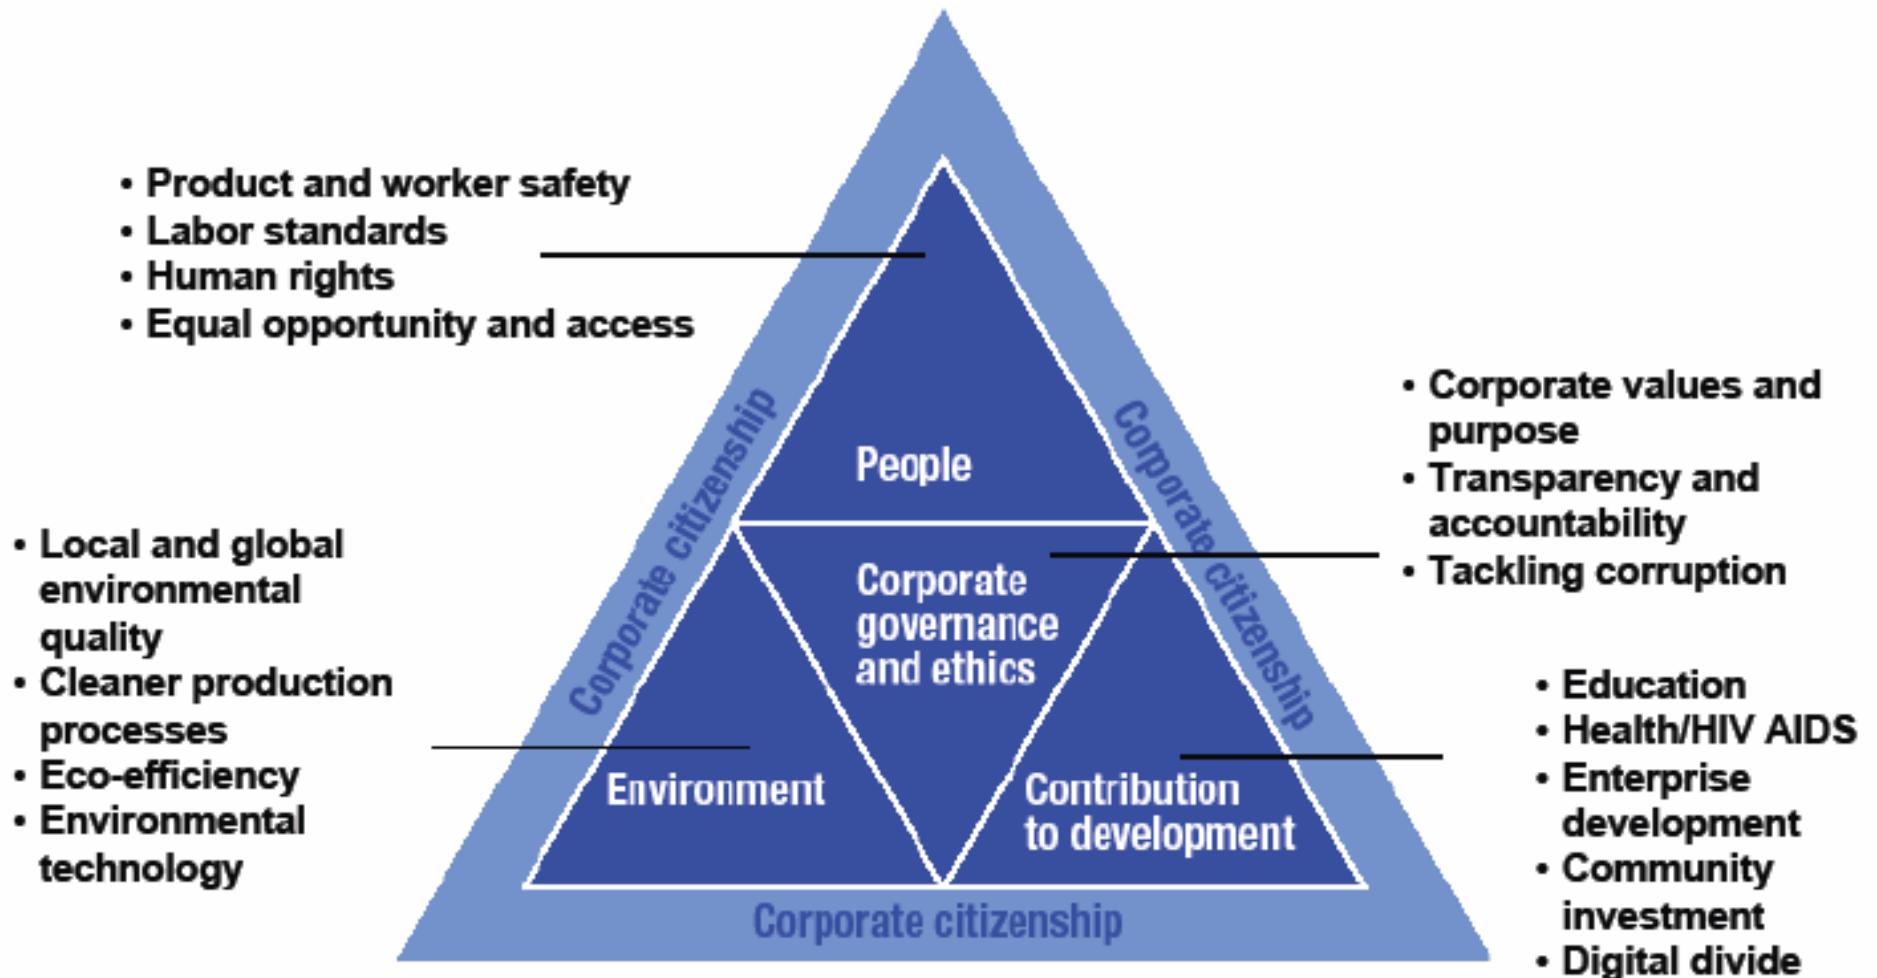 • Product and worker safety
• Labor standards
• Human rights
• Equal opportunity and access
• Corporate values and
purpose
• Transparency and
accountability
• Tackling corruption
• Local and global
environmental
quality
• Cleaner production
processes
• Eco-efficiency
• Environmental
technology
• Education
• Health/HIV AIDS
• Enterprise
development
• Community
investment
• Digital divide
Corporate citizenship
Corporate citizenship
People
Corporate
governance
and ethics
Environment
Contribution
to development
Corporate citizenship